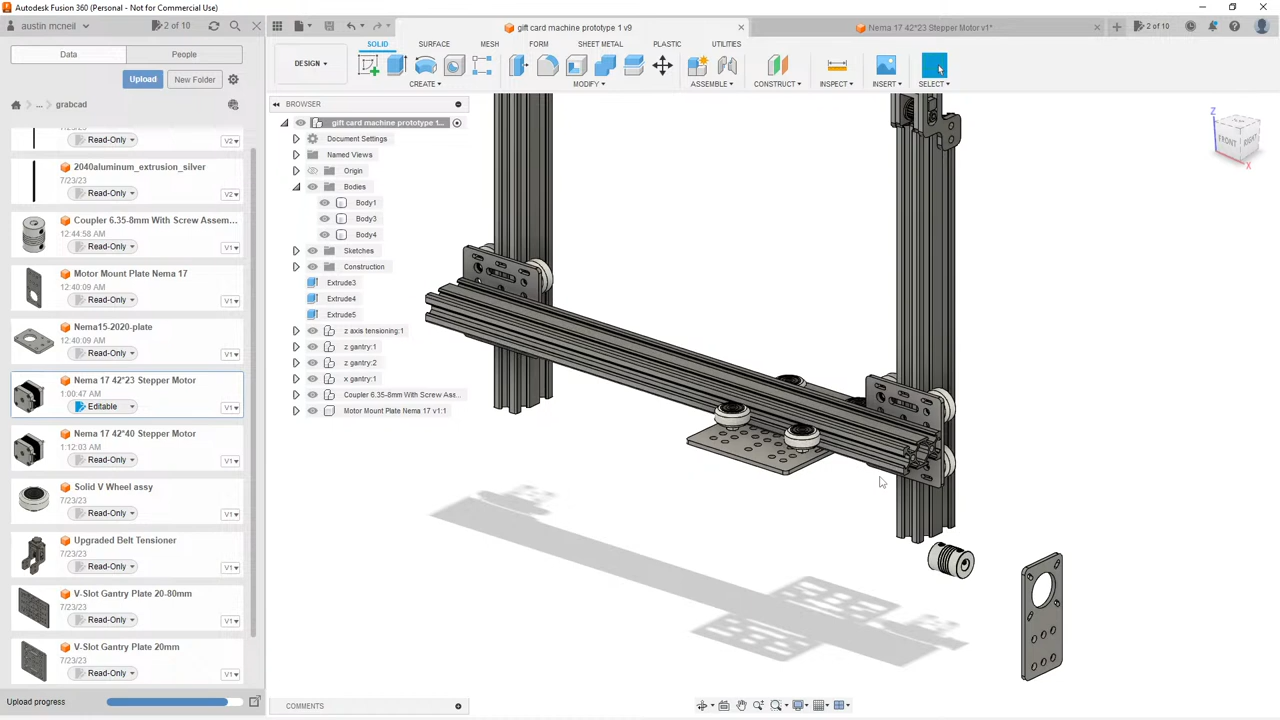 Autodesk Fusion 360 (Personal - Not for Commercial Use)
austin mcneil
2 of 10
gift card machine prototype 1 v9
Nema 17 42*23 Stepper Motor v1*
2 of 10
Data
People
SOLID
SURFACE
MESH
FORM
SHEET METAL
PLASTIC
UTILITIES
Upload
New Folder
DESIGN
CREATE
MODIFY
ASSEMBLE
CONSTRUCT
INSPECT
INSERT
SELECT
... grabcad
BROWSER
gift card machine prototype 1...
Document Settings
Named Views
Origin
Bodies
Body1
Body3
Body4
Sketches
Construction
Extrude3
Extrude4
Extrude5
z axis tensioning:1
z gantry:1
z gantry:2
x gantry:1
Coupler 6.35-8mm With Screw Ass...
Motor Mount Plate Nema 17 v1:1
Read-Only
V2
2040aluminum_extrusion_silver
7/23/23
Read-Only
V2
Coupler 6.35-8mm With Screw Assem...
12:44:58 AM
Read-Only
V1
Motor Mount Plate Nema 17
12:40:09 AM
Read-Only
V1
Nema15-2020-plate
12:40:09 AM
Read-Only
V1
Nema 17 42*23 Stepper Motor
1:00:47 AM
Editable
V1
Nema 17 42*40 Stepper Motor
1:12:03 AM
Read-Only
V1
Solid V Wheel assy
7/23/23
Read-Only
V1
Upgraded Belt Tensioner
7/23/23
Read-Only
V1
V-Slot Gantry Plate 20-80mm
7/23/23
Read-Only
V1
V-Slot Gantry Plate 20mm
7/23/23
Read-Only
V1
Upload progress
COMMENTS
Z
FRONT
RIGHT
X